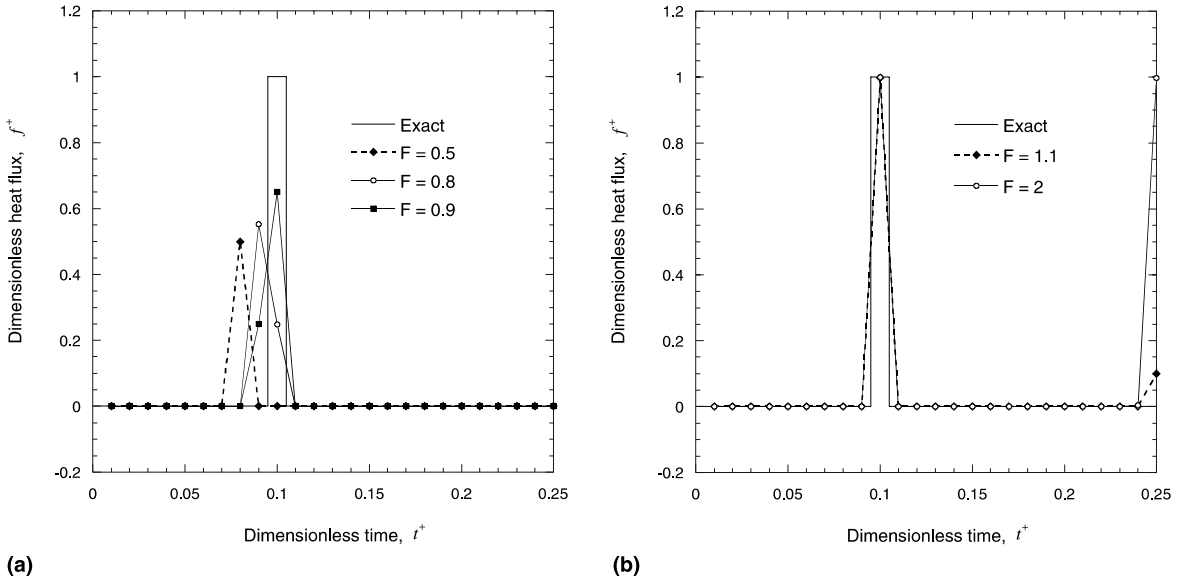 1.2
1
0.8
0.6
0.4
0.2
0
-0.2
Dimensionless heat flux, f⁺
Exact
F = 0.5
F = 0.8
F = 0.9
0
0.05
0.1
0.15
0.2
0.25
Dimensionless time, t⁺
(a)
1.2
1
0.8
0.6
0.4
0.2
0
-0.2
Dimensionless heat flux, f⁺
Exact
F = 1.1
F = 2
0
0.05
0.1
0.15
0.2
0.25
Dimensionless time, t⁺
(b)